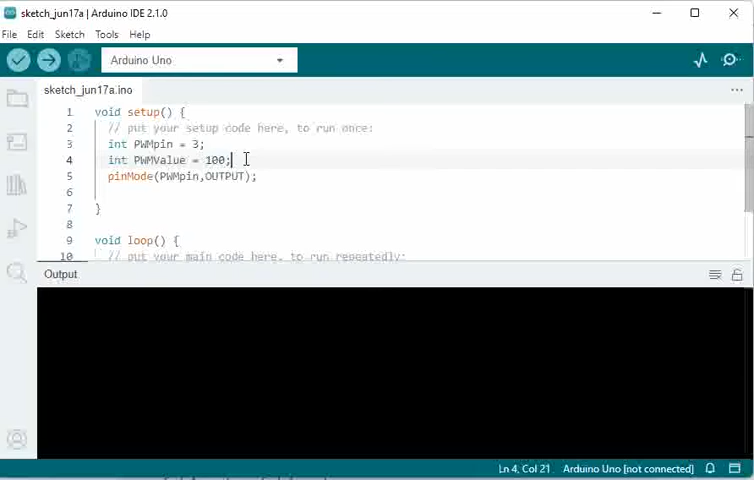 sketch_jun17a | Arduino IDE 2.1.0
File Edit Sketch Tools Help
Arduino Uno
sketch_jun17a.ino
1 void setup() {
2 // put your setup code here, to run once:
3 int PWMpin = 3;
4 int PWMValue = 100;
5 pinMode(PWMpin,OUTPUT);
6
7 }
8
9 void loop() {
10 // put your main code here, to run repeatedly:
Output
Ln 4, Col 21 Arduino Uno [not connected]